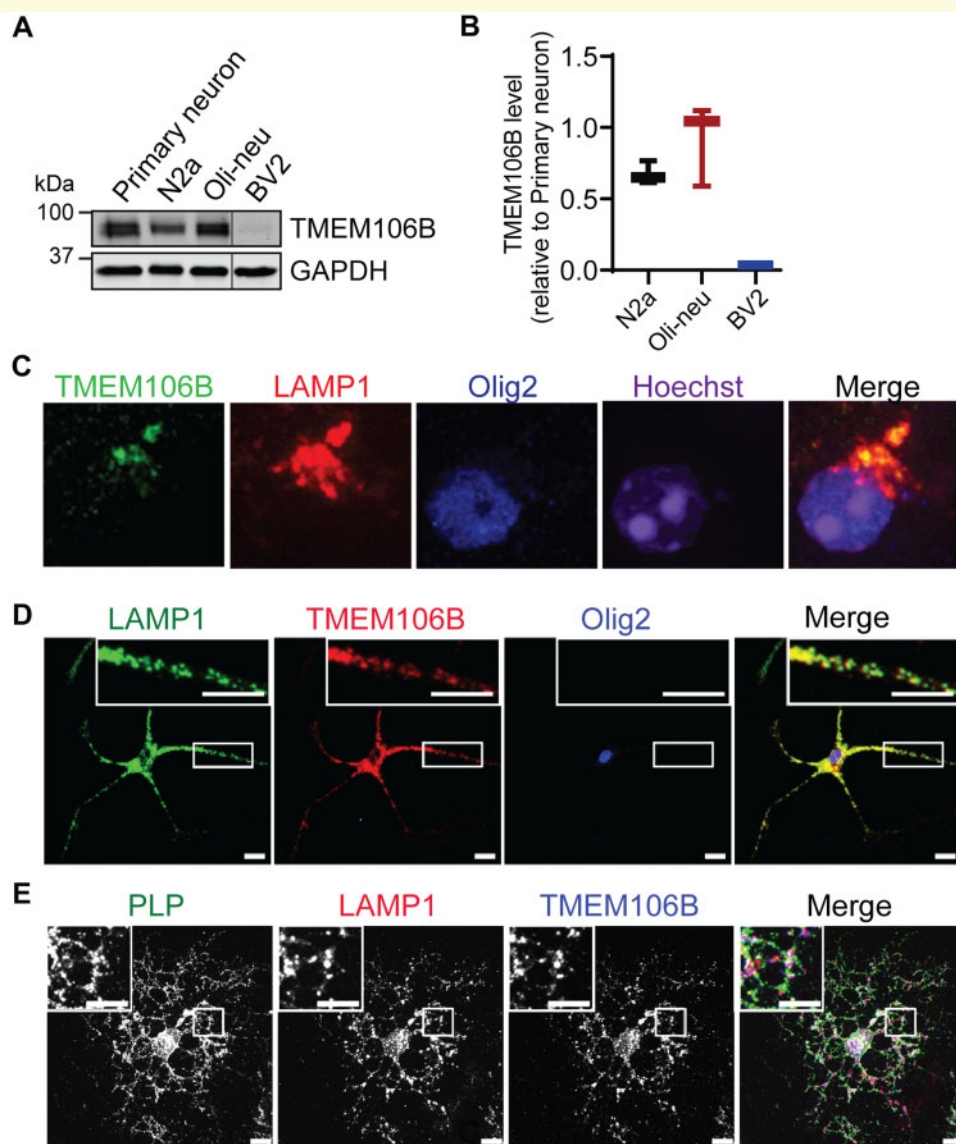 A
Primary neuron
N2a
Oli-neu
BV2
kDa
100
TMEM106B
37
GAPDH
B
TMEM106B level
(relative to Primary neuron)
1.5
1.0
0.5
0.0
N2a
Oli-neu
BV2
C
TMEM106B LAMP1 Olig2 Hoechst Merge
D
LAMP1 TMEM106B Olig2 Merge
E
PLP LAMP1 TMEM106B Merge